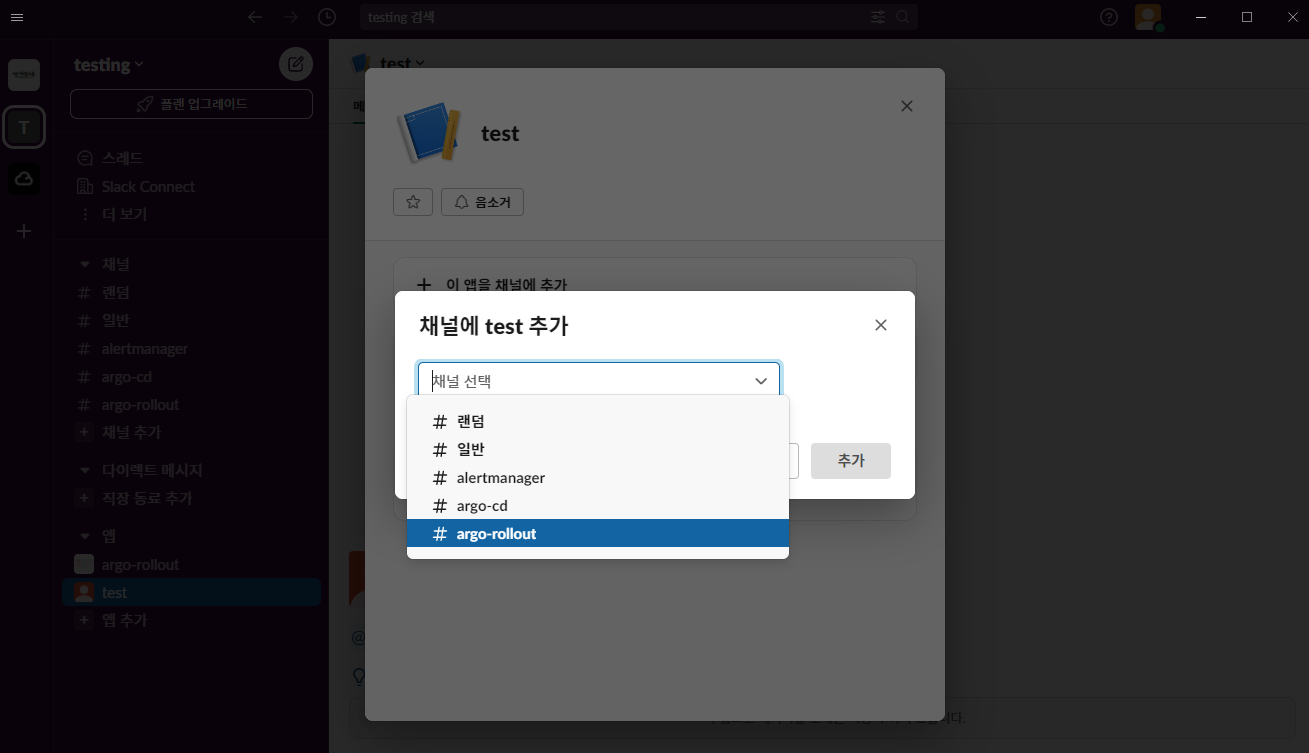 testing 검색
testing
플랜 업그레이드
T
스레드
Slack Connect
더 보기
채널
# 랜덤
# 일반
# alertmanager
# argo-cd
# argo-rollout
+ 채널 추가
다이렉트 메시지
+ 직장 동료 추가
앱
argo-rollout
test
+ 앱 추가
test
메
test
음소거
+ 이 앱을 채널에 추가
채널에 test 추가
채널 선택
# 랜덤
# 일반
# alertmanager
# argo-cd
# argo-rollout
추가
@